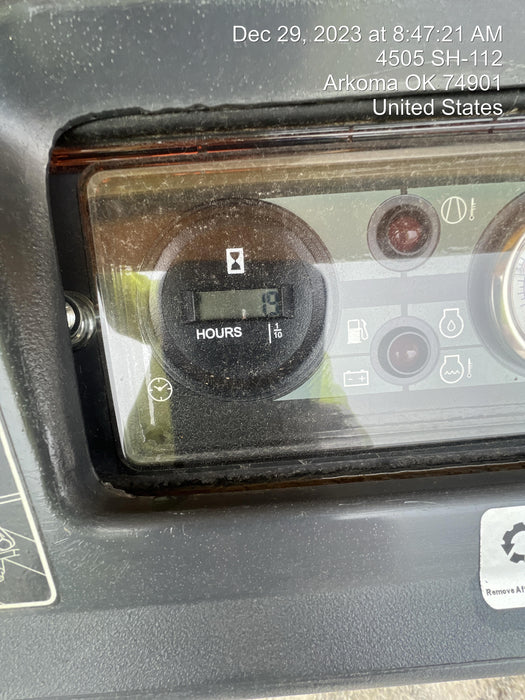 Dec 29, 2023 at 8:47:21 AM
4505 SH-112
Arkoma OK 74901
United States
HOURS
1/10
Remove